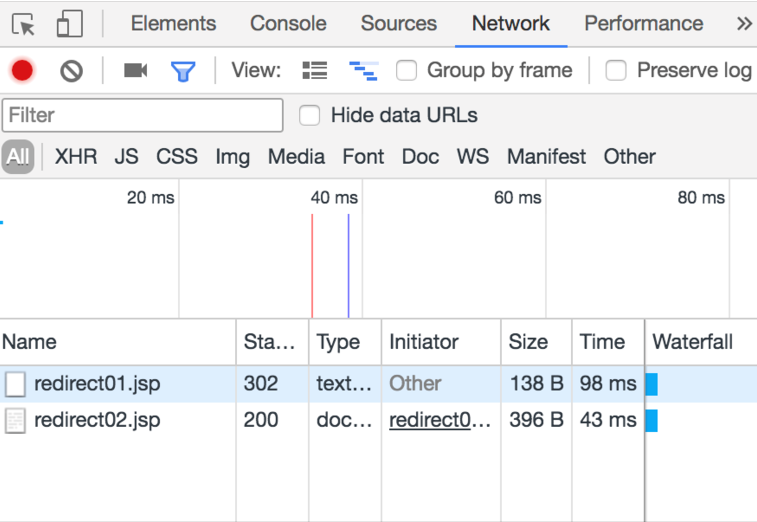 Elements Console Sources Network Performance »
View: Group by frame Preserve log
Filter Hide data URLs
All XHR JS CSS Img Media Font Doc WS Manifest Other
20 ms 40 ms 60 ms 80 ms
Name Sta… Type Initiator Size Time Waterfall
redirect01.jsp 302 text… Other 138 B 98 ms
redirect02.jsp 200 doc… redirect0… 396 B 43 ms